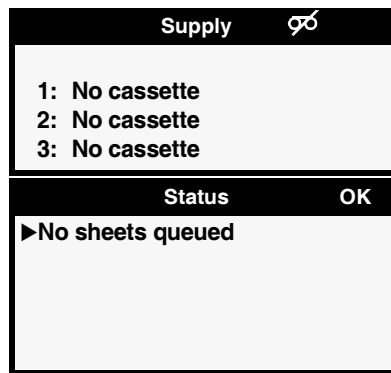 Supply
1: No cassette
2: No cassette
3: No cassette
Status OK
▶No sheets queued